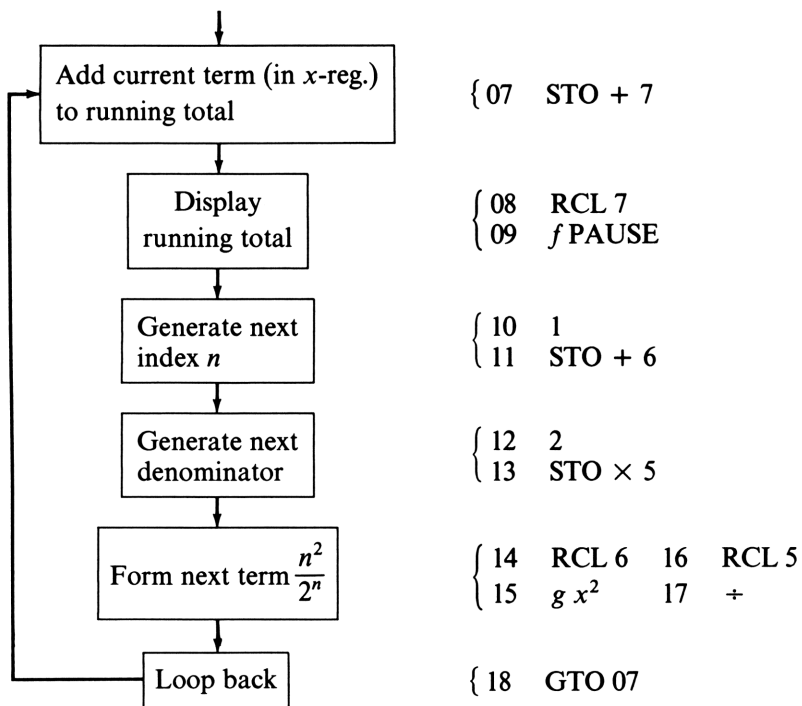 Add current term (in x-reg.)
to running total
{ 07 STO + 7
Display
running total
08 RCL 7
09 f PAUSE
Generate next
index n
10 1
11 STO + 6
Generate next
denominator
12 2
13 STO × 5
Form next term n²/2ⁿ
14 RCL 6 16 RCL 5
15 g x² 17 ÷
Loop back
{ 18 GTO 07